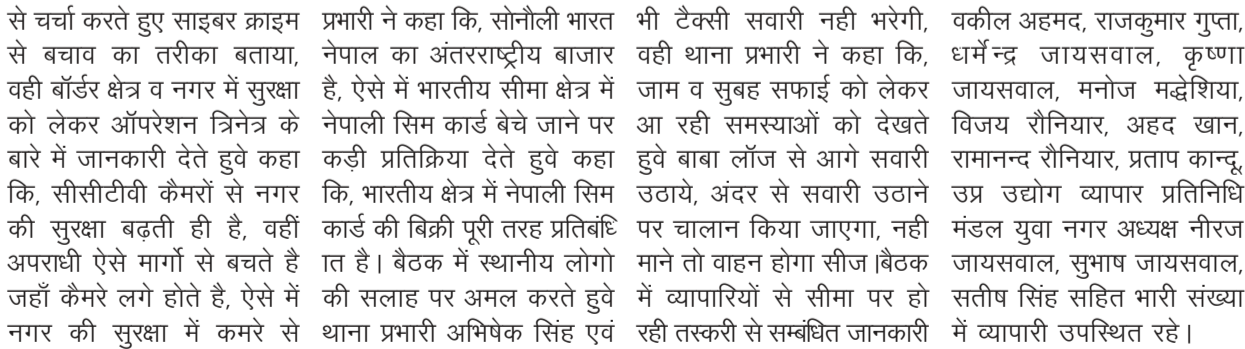 से चर्चा करते हुए साइबर क्राइम
से बचाव का तरीका बताया,
वही बॉर्डर क्षेत्र व नगर में सुरक्षा
को लेकर ऑपरेशन त्रिनेत्र के
बारे में जानकारी देते हुवे कहा
कि, सीसीटीवी कैमरों से नगर
की सुरक्षा बढ़ती ही है, वहीं
अपराधी ऐसे मार्गो से बचते है
जहाँ कैमरे लगे होते है, ऐसे में
नगर की सुरक्षा में कमरे से
प्रभारी ने कहा कि, सोनौली भारत
नेपाल का अंतरराष्ट्रीय बाजार
है, ऐसे में भारतीय सीमा क्षेत्र में
नेपाली सिम कार्ड बेचे जाने पर
कड़ी प्रतिक्रिया देते हुवे कहा
कि, भारतीय क्षेत्र में नेपाली सिम
कार्ड की बिक्री पूरी तरह प्रतिबंधि
ात है। बैठक में स्थानीय लोगो
की सलाह पर अमल करते हुवे
थाना प्रभारी अभिषेक सिंह एवं
भी टैक्सी सवारी नही भरेगी,
वही थाना प्रभारी ने कहा कि,
जाम व सुबह सफाई को लेकर
आ रही समस्याओं को देखते
हुवे बाबा लॉज से आगे सवारी
उठाये, अंदर से सवारी उठाने
पर चालान किया जाएगा, नही
माने तो वाहन होगा सीज।बैठक
में व्यापारियों से सीमा पर हो
रही तस्करी से सम्बंधित जानकारी
वकील अहमद, राजकुमार गुप्ता,
धर्मेन्द्र जायसवाल, कृष्णा
जायसवाल, मनोज मद्धेशिया,
विजय रौनियार, अहद खान,
रामानन्द रौनियार, प्रताप कान्दू,
उप्र उद्योग व्यापार प्रतिनिधि
मंडल युवा नगर अध्यक्ष नीरज
जायसवाल, सुभाष जायसवाल,
सतीष सिंह सहित भारी संख्या
में व्यापारी उपस्थित रहे।